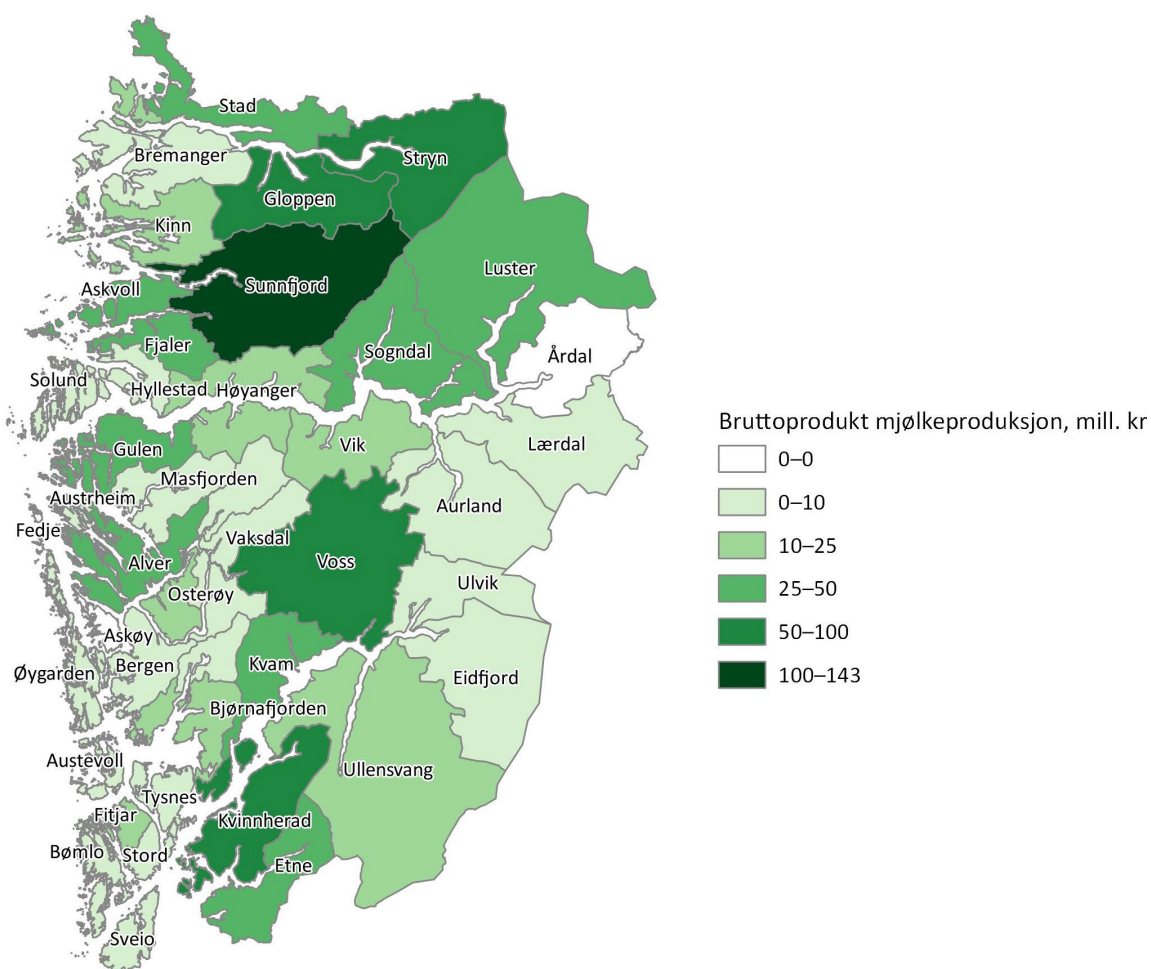 Stad
Bremanger
Stryn
Gloppen
Kinn
Luster
Sunnfjord
Askvoll
Fjaler
Sogndal
Årdal
Solund
Hyllestad
Høyanger
Bruttoprodukt mjølkeproduksjon, mill. kr
0–0
0–10
10–25
25–50
50–100
100–143
Gulen
Vik
Lærdal
Masfjorden
Austrheim
Aurland
Fedje
Vaksdal
Alver
Voss
Ulvik
Osterøy
Askøy
Bergen
Kvam
Øygarden
Eidfjord
Bjørnafjorden
Austevoll
Ullensvang
Tysnes
Fitjar
Kvinnherad
Bømlo
Stord
Etne
Sveio